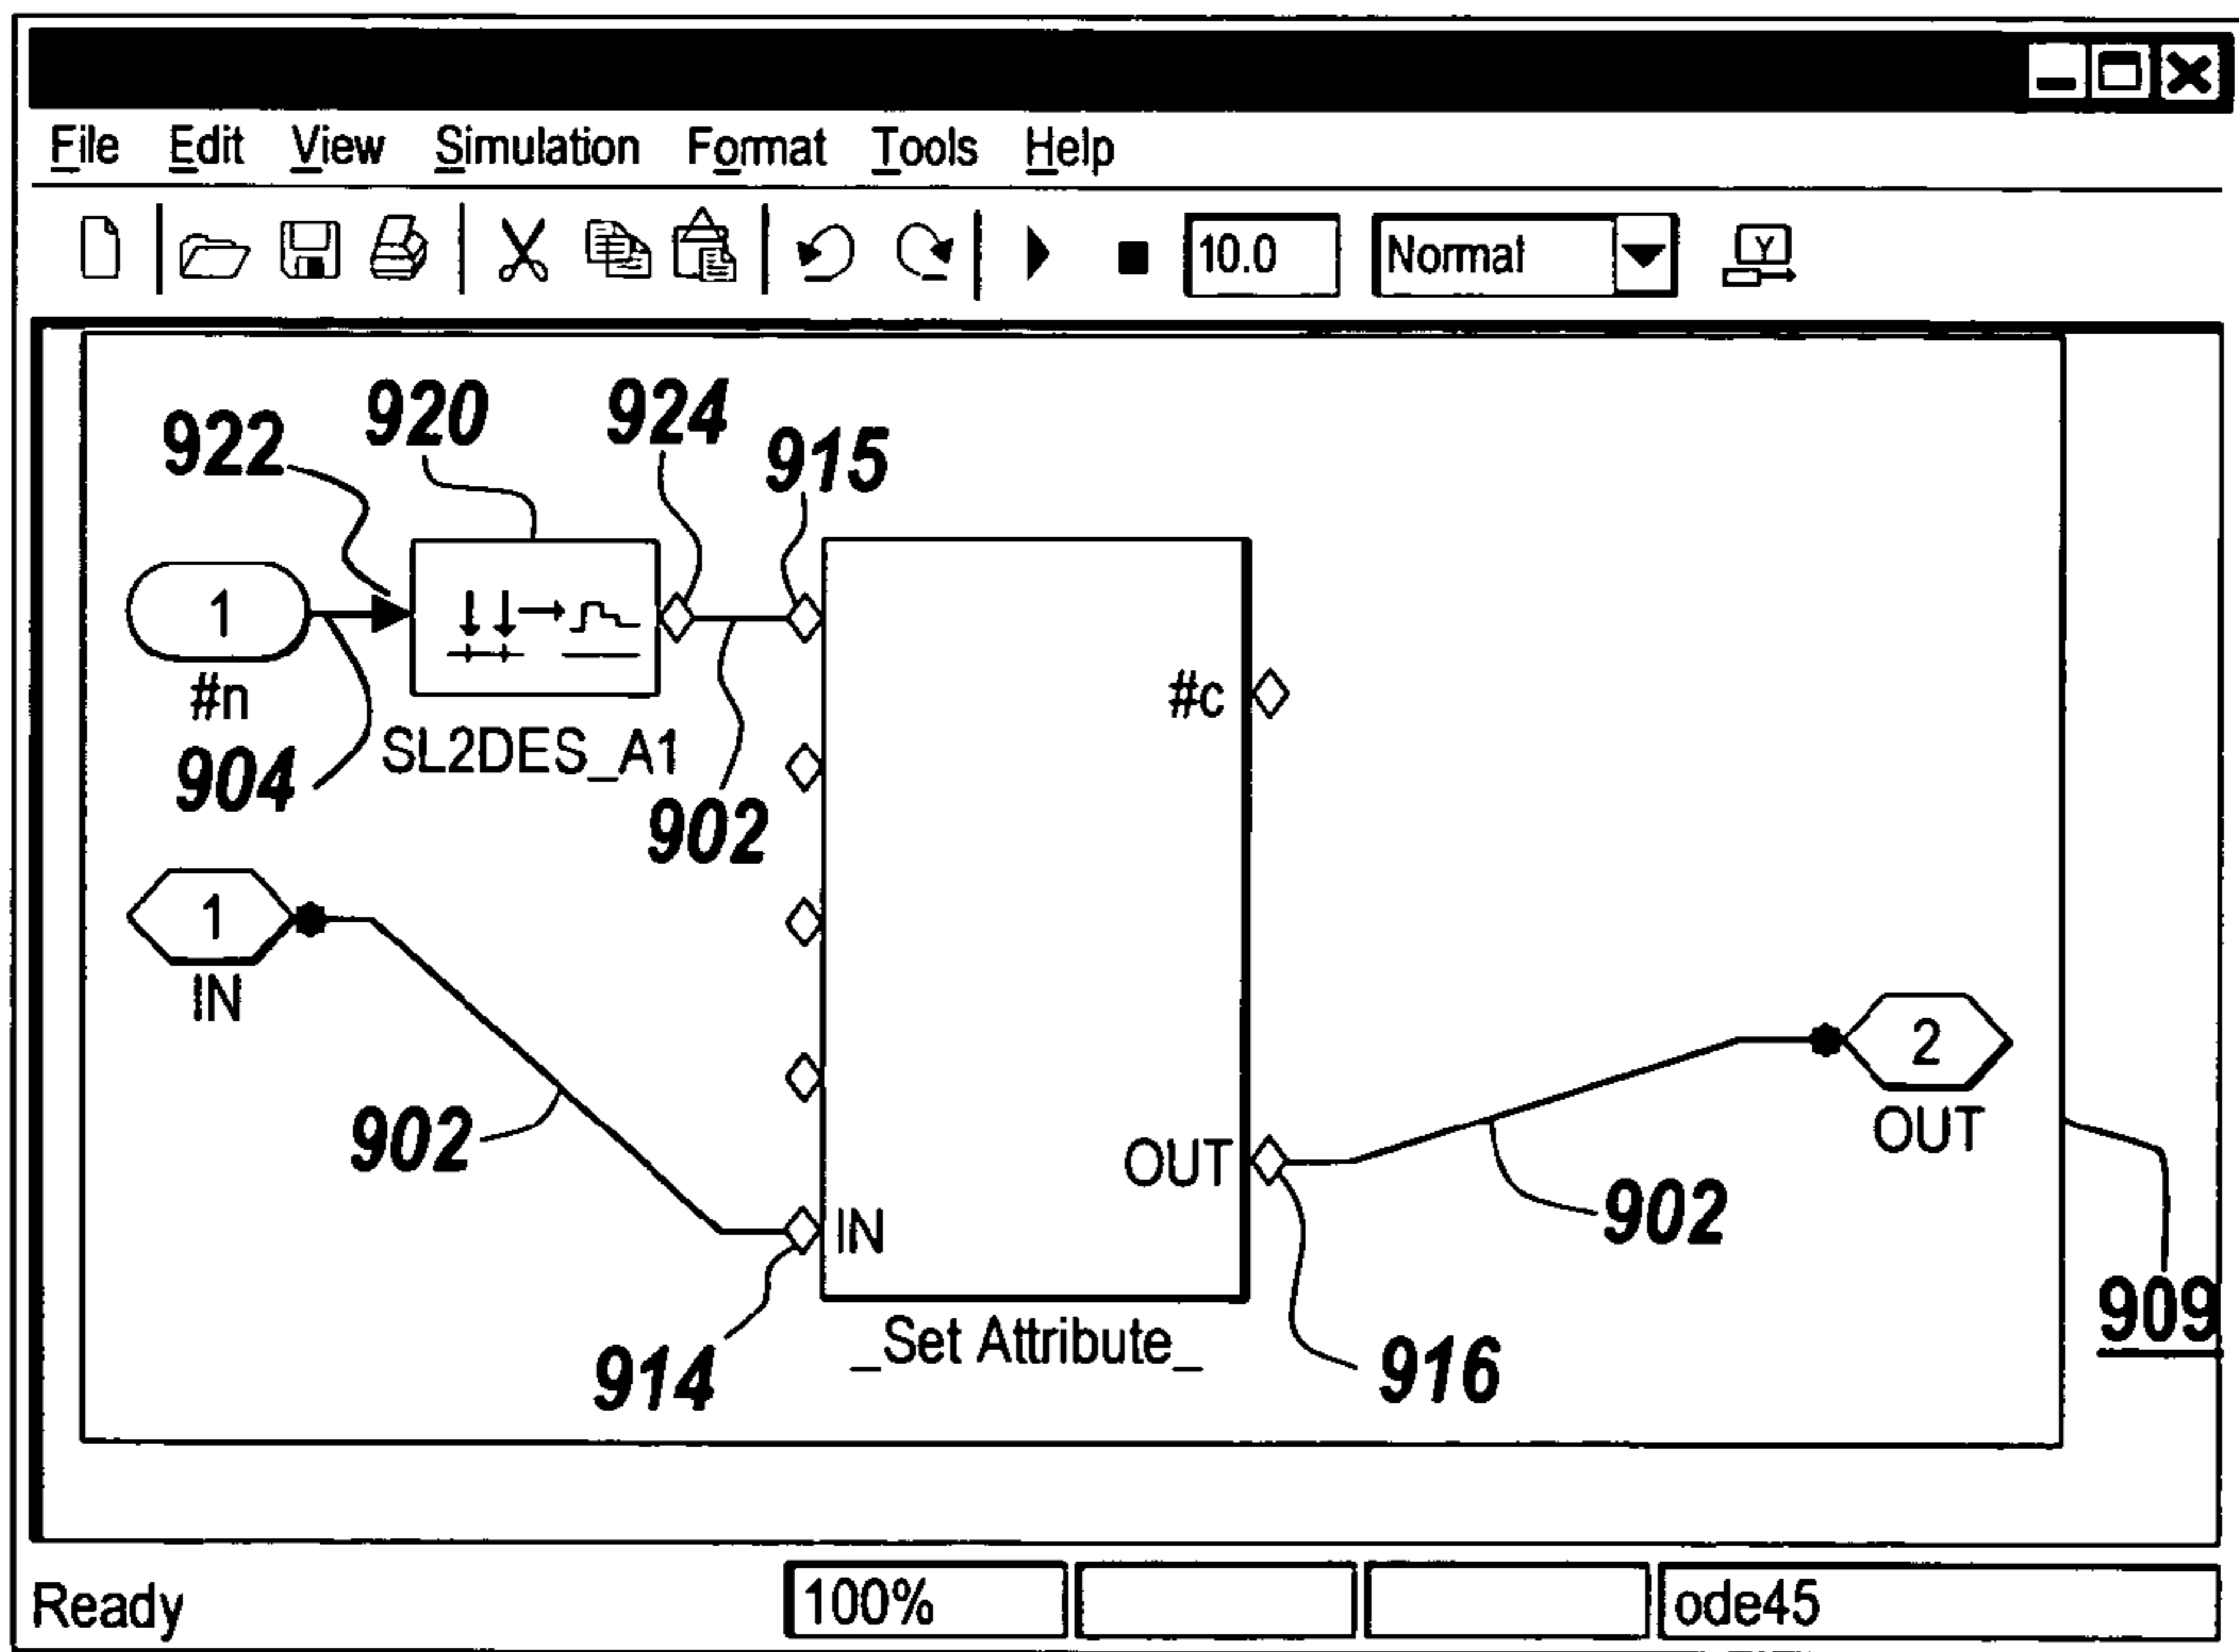 File Edit View Simulation Format Tools Help
10.0 Normal Y
922 920 924 915
1
#n
#c
SL2DES_A1
904
902
1
IN
2
OUT
902
OUT
902
IN
909
_Set Attribute_
914
916
Ready 100% ode45